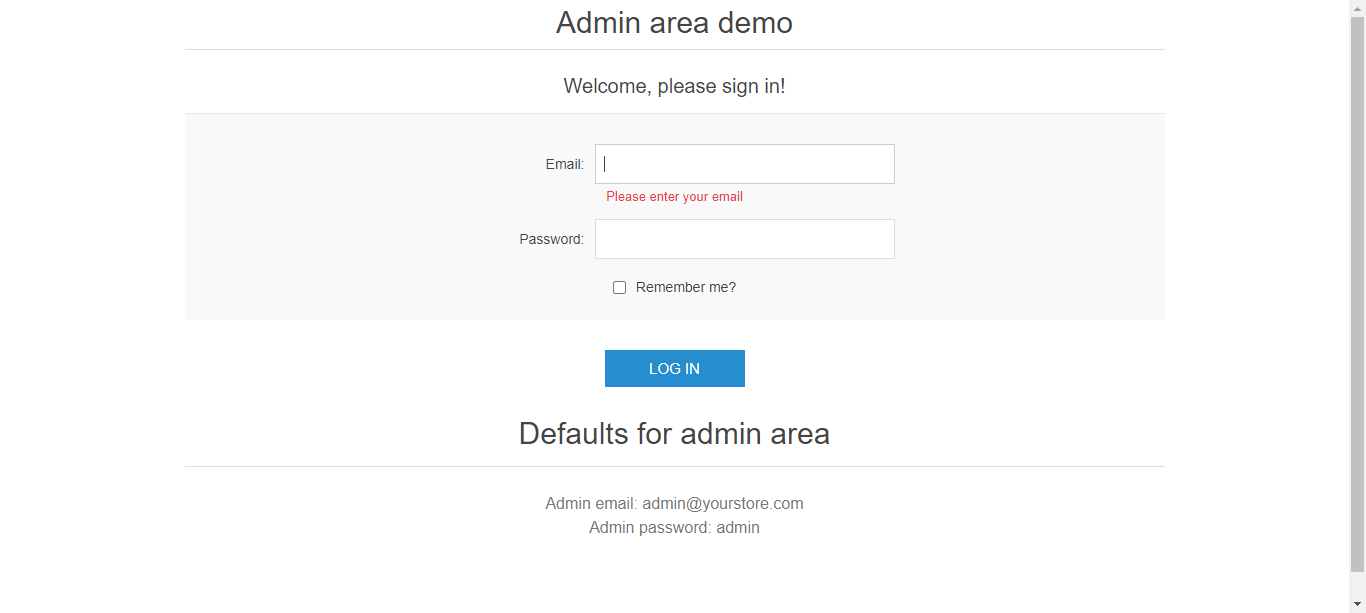 Admin area demo
Welcome, please sign in!
Email:
Please enter your email
Password:
Remember me?
LOG IN
Defaults for admin area
Admin email: admin@yourstore.com
Admin password: admin